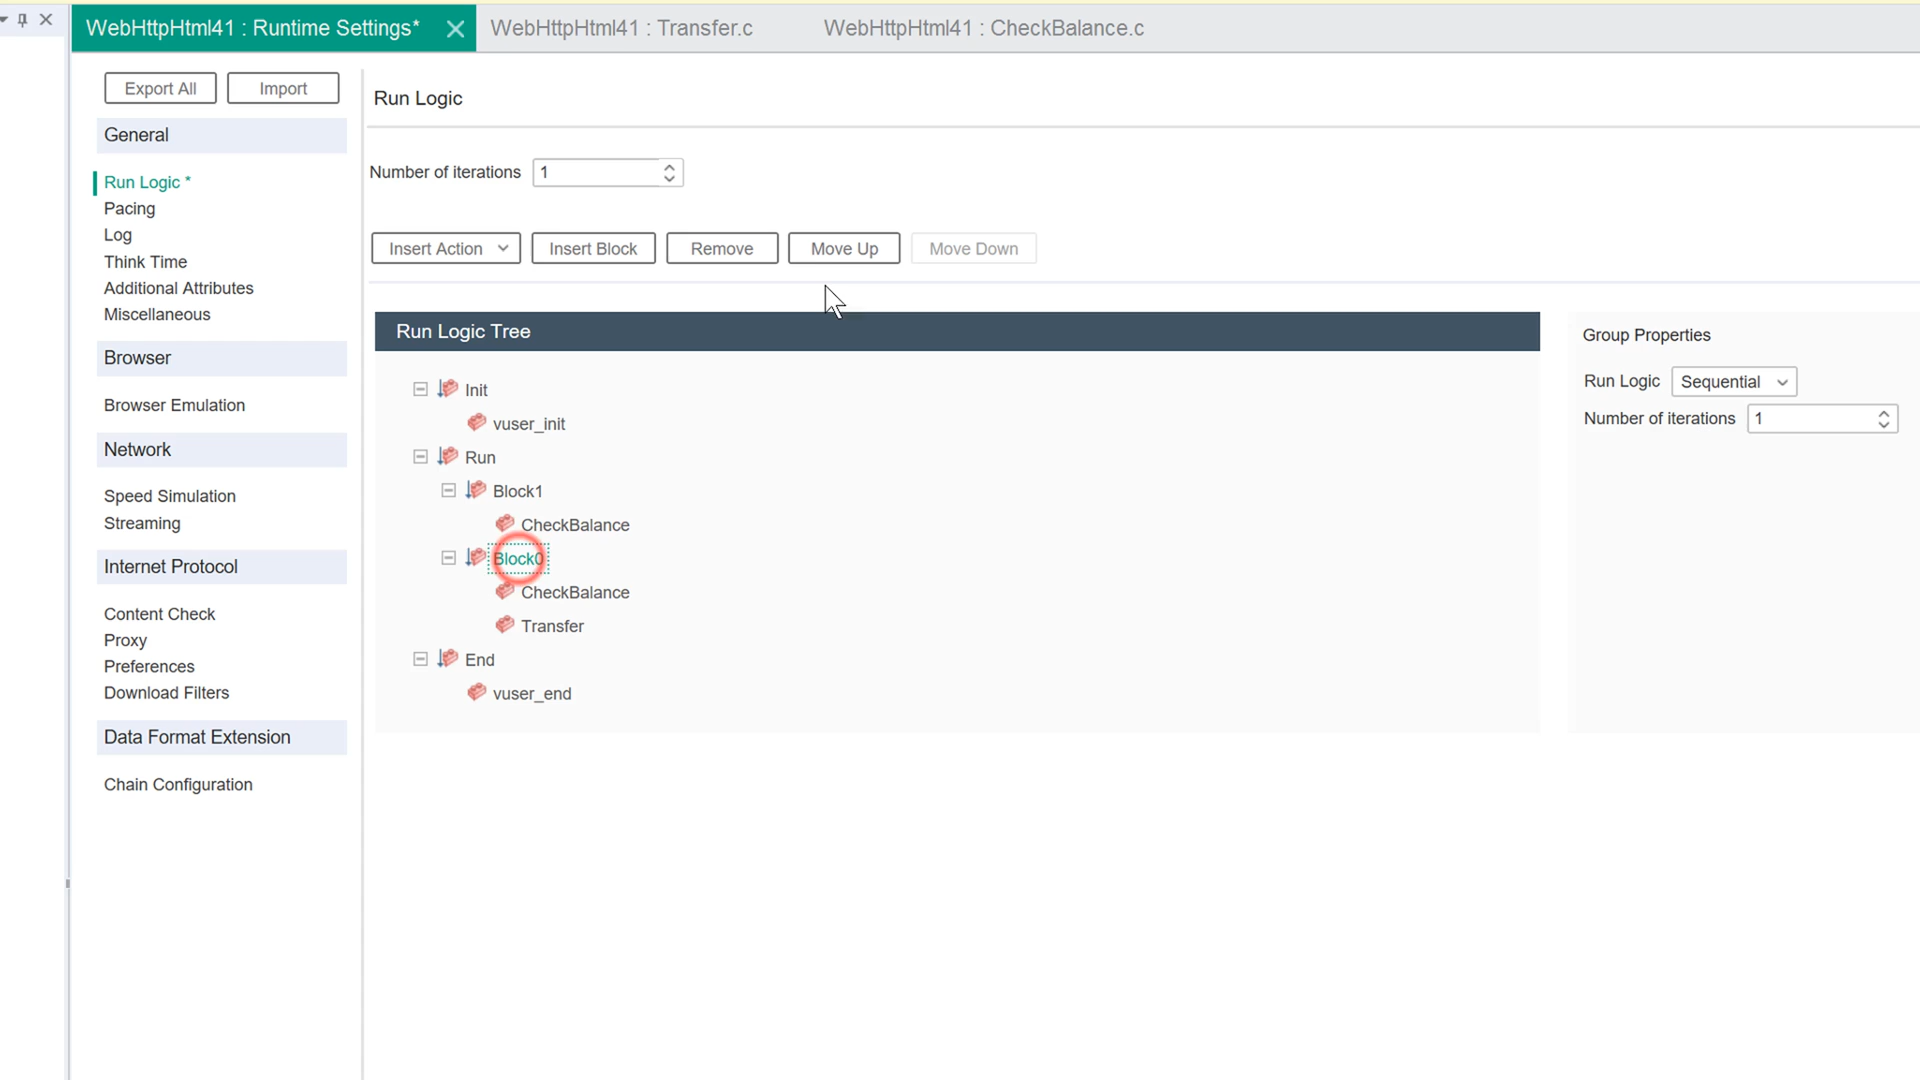 WebHttpHtml41 : Runtime Settings*
WebHttpHtml41 : Transfer.c
WebHttpHtml41 : CheckBalance.c
Export All
Import
General
Run Logic *
Pacing
Log
Think Time
Additional Attributes
Miscellaneous
Browser
Browser Emulation
Network
Speed Simulation
Streaming
Internet Protocol
Content Check
Proxy
Preferences
Download Filters
Data Format Extension
Chain Configuration
Run Logic
Number of iterations 1
Insert Action
Insert Block
Remove
Move Up
Move Down
Run Logic Tree
Init
vuser_init
Run
Block1
CheckBalance
Block0
CheckBalance
Transfer
End
vuser_end
Group Properties
Run Logic Sequential
Number of iterations 1